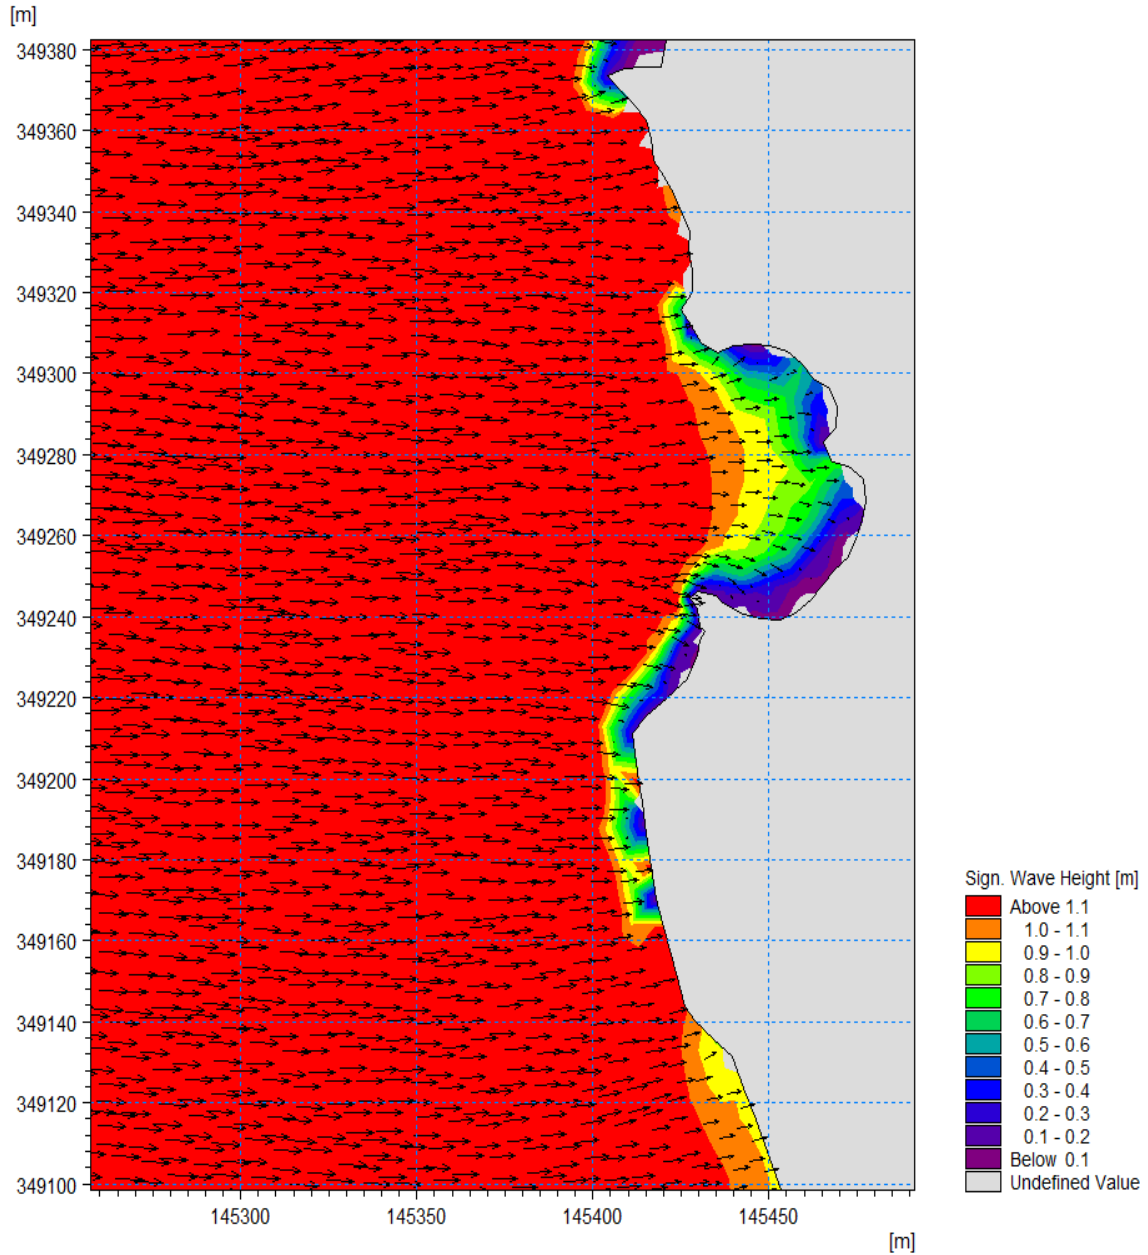 [m]
349380
349360
349340
349320
349300
349280
349260
349240
349220
349200
349180
349160
349140
349120
349100
145300 145350 145400 145450
[m]
Sign. Wave Height [m]
Above 1.1
1.0 - 1.1
0.9 - 1.0
0.8 - 0.9
0.7 - 0.8
0.6 - 0.7
0.5 - 0.6
0.4 - 0.5
0.3 - 0.4
0.2 - 0.3
0.1 - 0.2
Below 0.1
Undefined Value